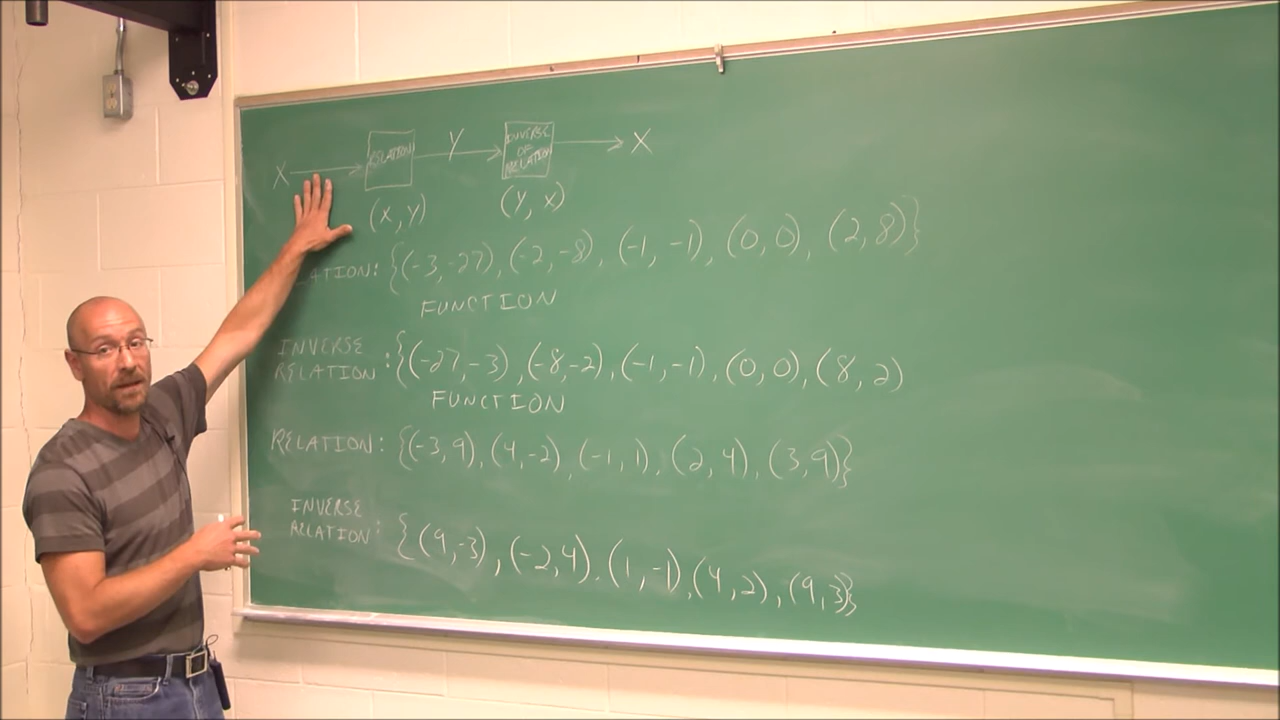 X RELATION Y INVERSE OF RELATION X
(X, Y) (Y, X)
LATION: {(-3, -27), (-2, -8), (-1, -1), (0, 0), (2, 8)}
FUNCTION
INVERSE
RELATION : {(-27, -3), (-8, -2), (-1, -1), (0, 0), (8, 2)
FUNCTION
RELATION: {(-3, 9), (4, -2), (-1, 1), (2, 4), (3, 9)}
INVERSE
RELATION: {(9, -3), (-2, 4), (1, -1), (4, 2), (9, 3)}